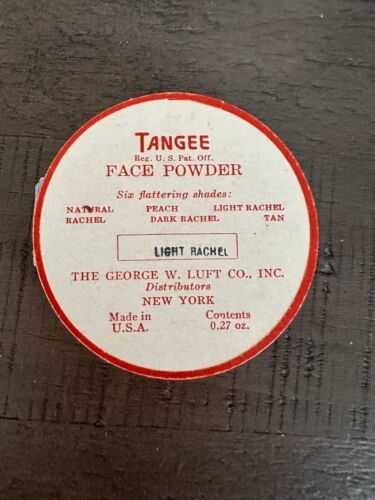 TANGEE
Reg. U. S. Pat. Off.
FACE POWDER
Six flattering shades:
NATURAL PEACH LIGHT RACHEL
RACHEL DARK RACHEL TAN
LIGHT RACHEL
THE GEORGE W. LUFT CO., INC.
Distributors
NEW YORK
Made in Contents
U.S.A. 0.27 oz.